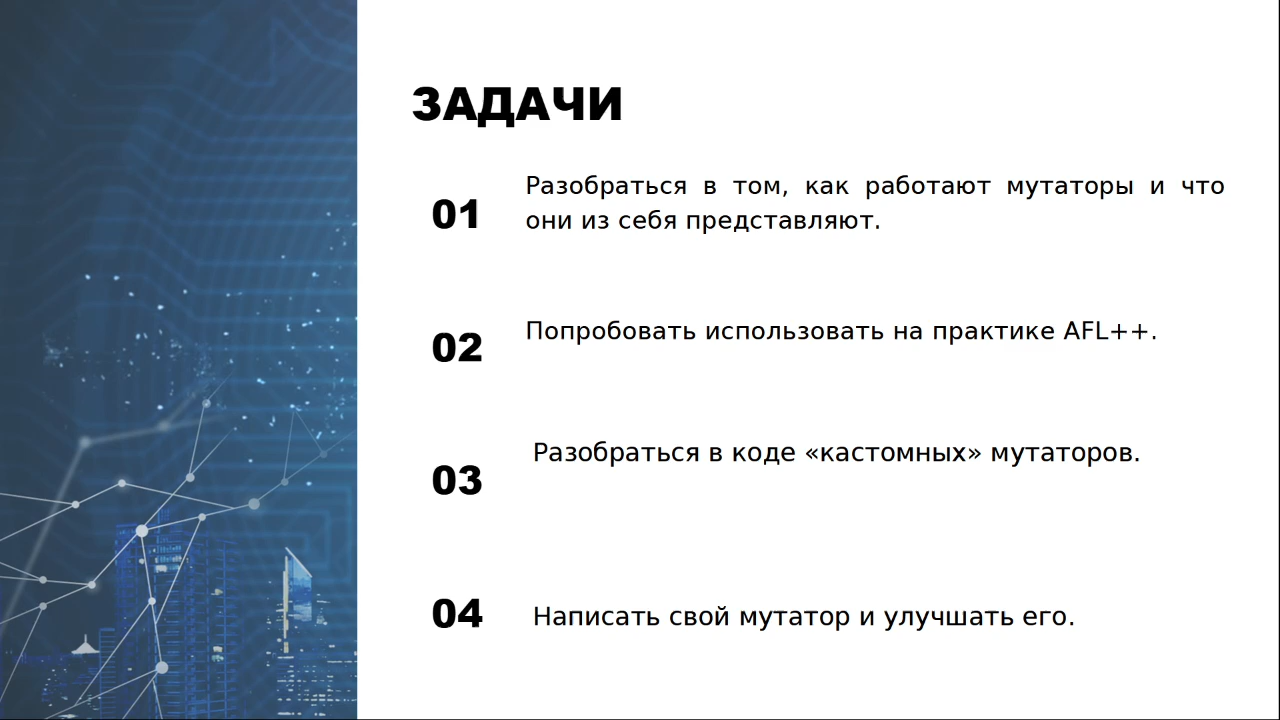 ЗАДАЧИ
01
Разобраться в том, как работают мутаторы и что
они из себя представляют.
02
Попробовать использовать на практике AFL++.
03
Разобраться в коде «кастомных» мутаторов.
04
Написать свой мутатор и улучшать его.